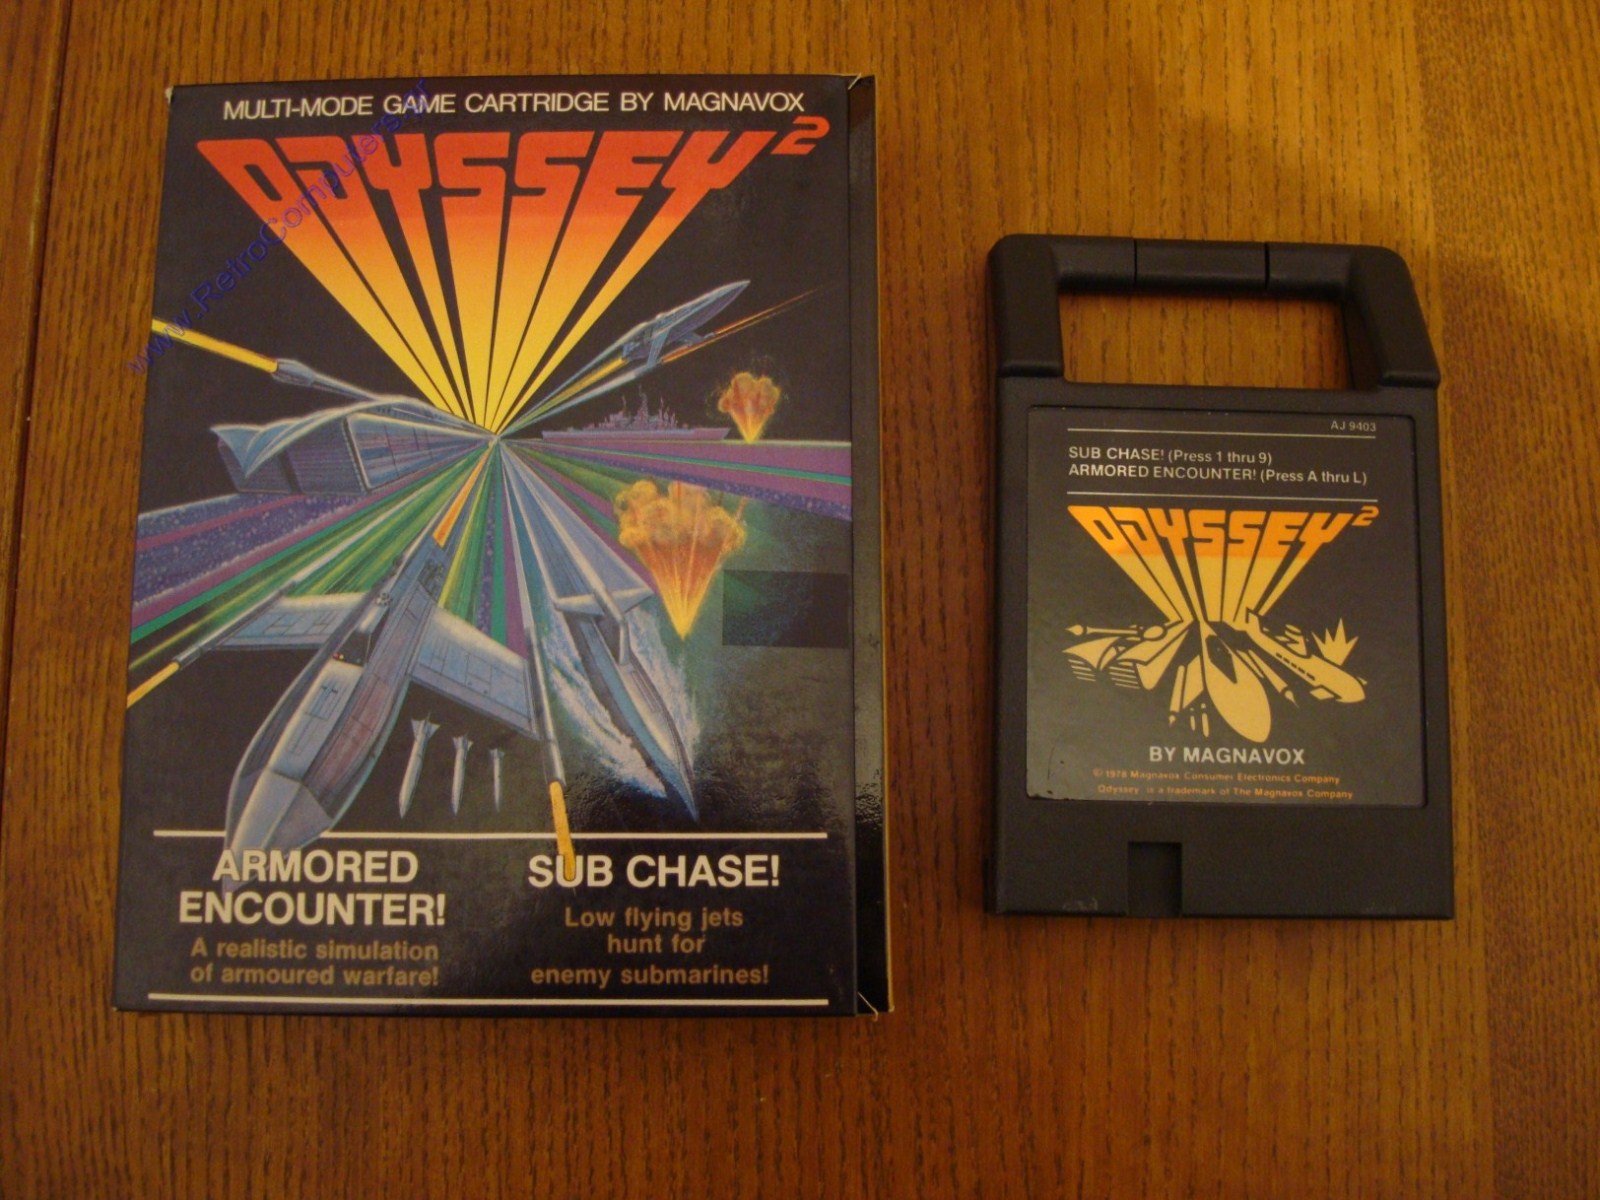 MULTI-MODE GAME CARTRIDGE BY MAGNAVOX
ODYSSEY²
www.RetroComputers.gr
ARMORED
ENCOUNTER!
A realistic simulation
of armoured warfare!
SUB CHASE!
Low flying jets
hunt for
enemy submarines!
AJ 9403
SUB CHASE! (Press 1 thru 9)
ARMORED ENCOUNTER! (Press A thru L)
ODYSSEY²
BY MAGNAVOX
© 1978 Magnavox Consumer Electronics Company
Odyssey is a trademark of The Magnavox Company